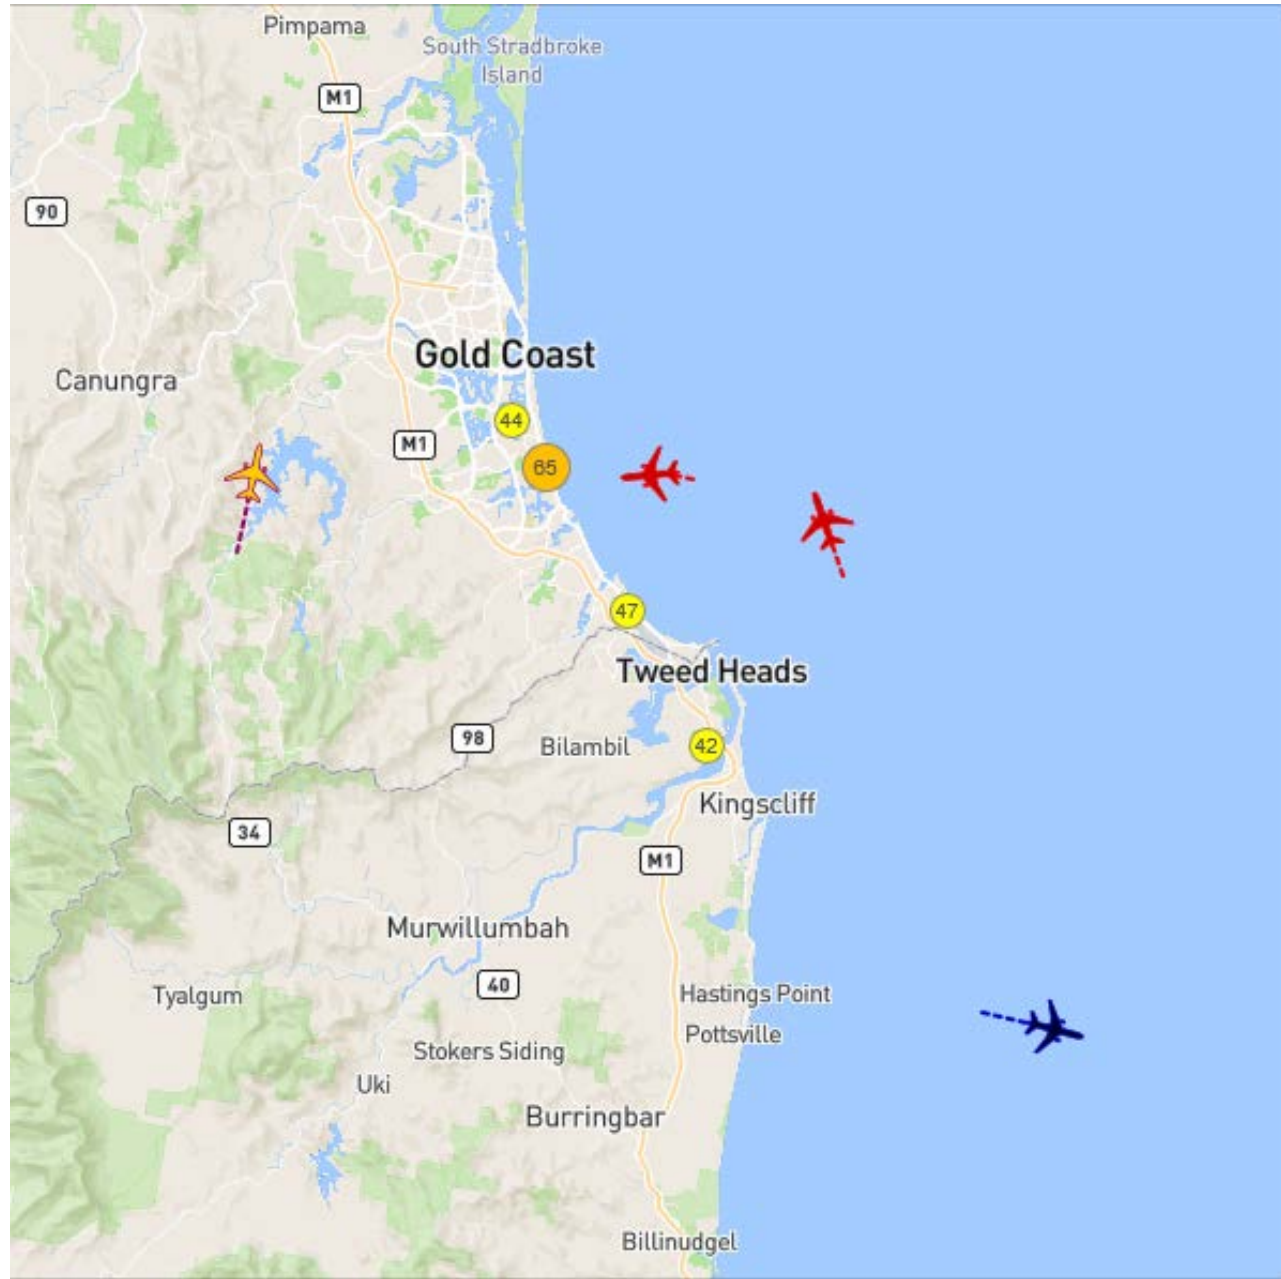 Pimpama
South Stradbroke
Island
M1
90
Gold Coast
Canungra
44
M1
65
47
Tweed Heads
98
Bilambil
42
Kingscliff
34
M1
Murwillumbah
40
Tyalgum
Hastings Point
Pottsville
Stokers Siding
Uki
Burringbar
Billinudgel